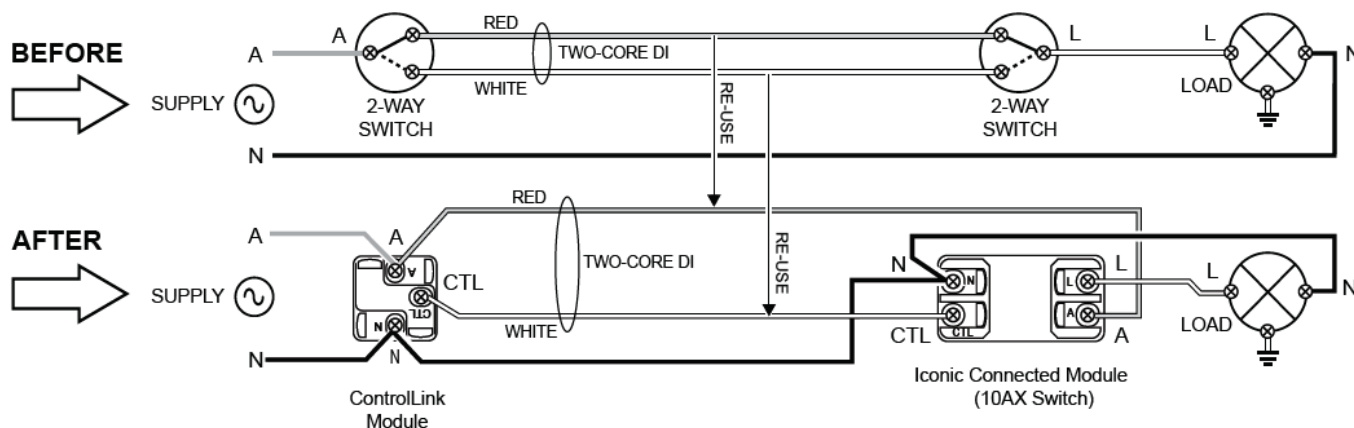 BEFORE
A
A
RED
TWO-CORE DI
WHITE
SUPPLY
2-WAY
SWITCH
N
RE-USE
RE-USE
L
2-WAY
SWITCH
L
LOAD
N
AFTER
A
A
RED
A
CTL
CTL
N
TWO-CORE DI
WHITE
SUPPLY
N
N
ControlLink
Module
N
N
CTL
CTL
L
L
A
A
Iconic Connected Module
(10AX Switch)
L
LOAD
N